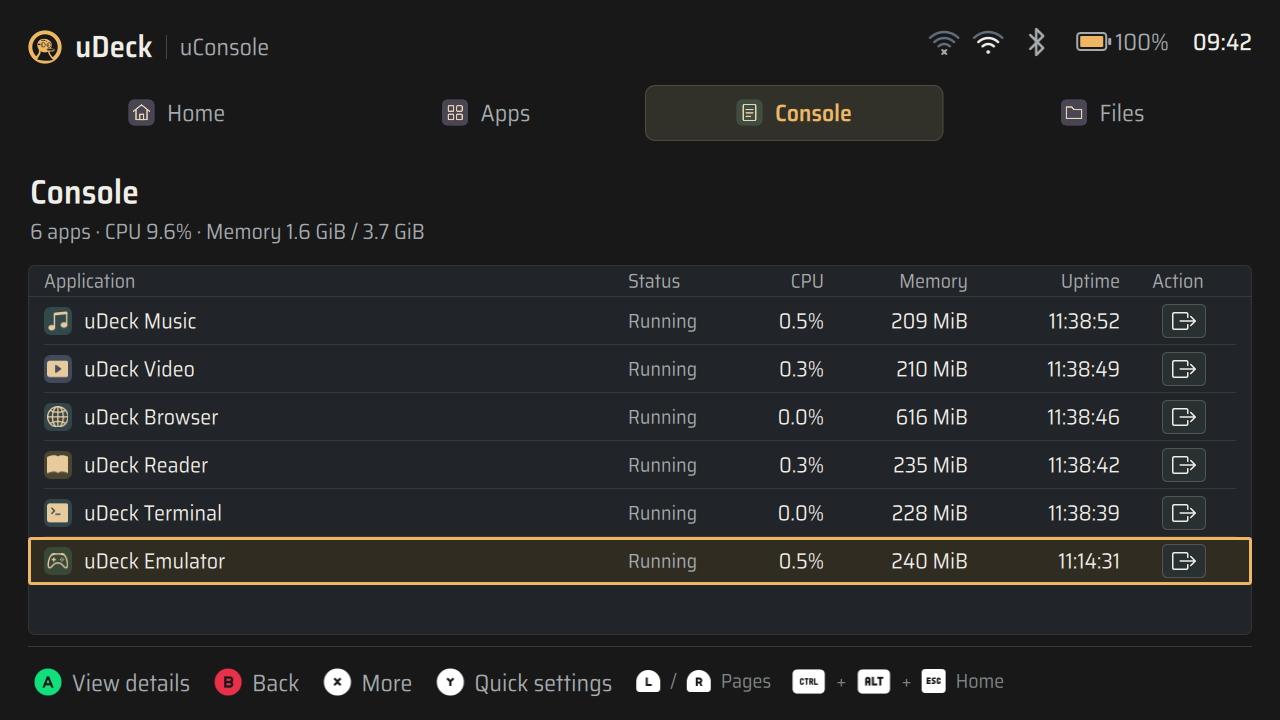 uDeck uConsole 100% 09:42
Home Apps Console Files
Console
6 apps · CPU 9.6% · Memory 1.6 GiB / 3.7 GiB
Application Status CPU Memory Uptime Action
uDeck Music Running 0.5% 209 MiB 11:38:52
uDeck Video Running 0.3% 210 MiB 11:38:49
uDeck Browser Running 0.0% 616 MiB 11:38:46
uDeck Reader Running 0.3% 235 MiB 11:38:42
uDeck Terminal Running 0.0% 228 MiB 11:38:39
uDeck Emulator Running 0.5% 240 MiB 11:14:31
A View details B Back X More Y Quick settings L / R Pages CTRL + ALT + ESC Home